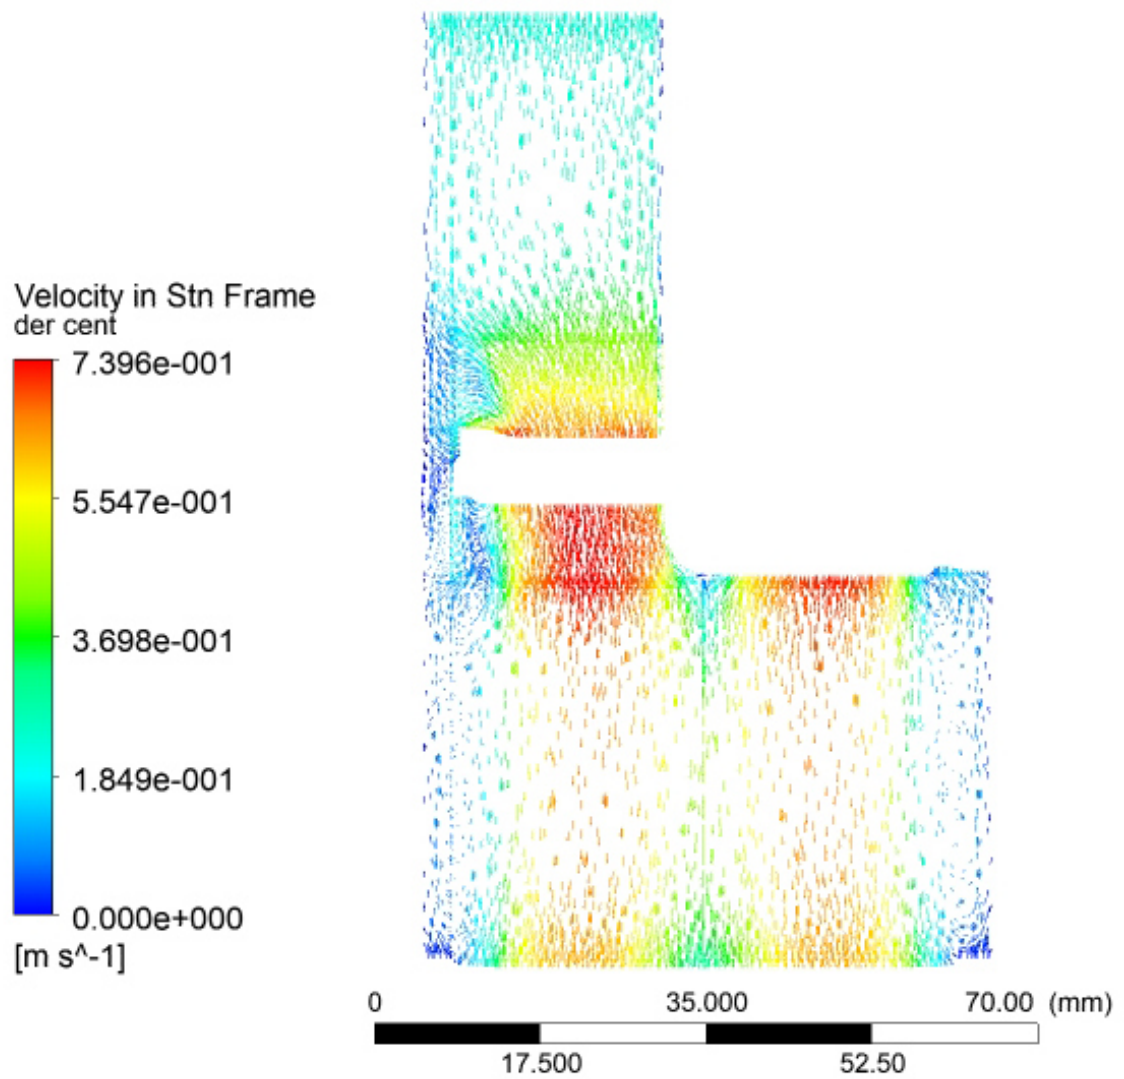 Velocity in Stn Frame
der cent
7.396e-001
5.547e-001
3.698e-001
1.849e-001
0.000e+000
[m s^-1]
0 35.000 70.00 (mm)
17.500 52.50